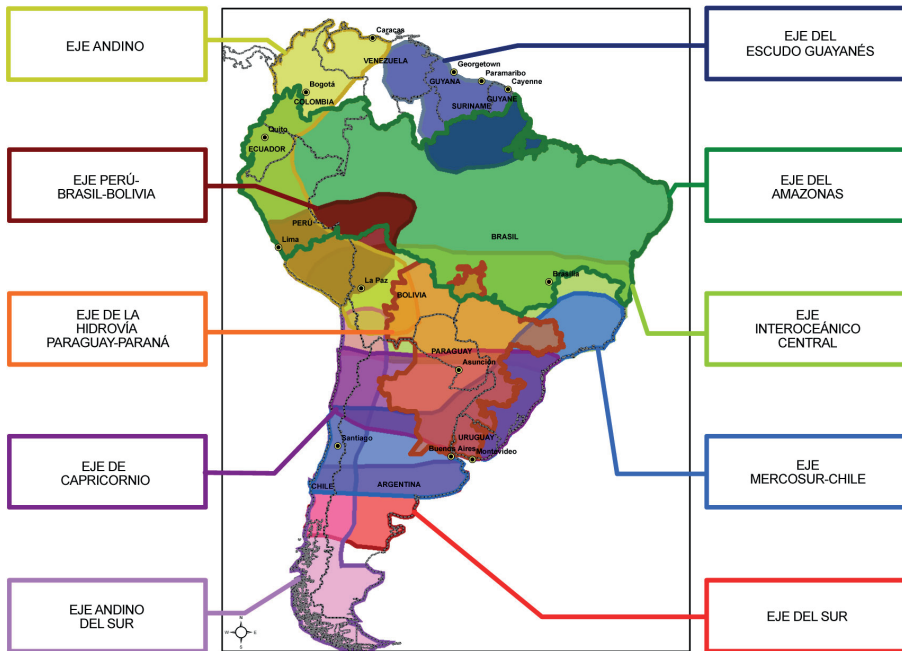 EJE ANDINO
EJE PERÚ-
BRASIL-BOLIVIA
EJE DE LA
HIDROVÍA
PARAGUAY-PARANÁ
EJE DE
CAPRICORNIO
EJE ANDINO
DEL SUR
Caracas
VENEZUELA
Georgetown
GUYANA
Paramaribo
Cayenne
GUYANE
SURINAME
Bogotá
COLOMBIA
Quito
ECUADOR
PERÚ
Lima
BRASIL
La Paz
BOLIVIA
Brasilia
PARAGUAY
Asunción
URUGUAY
Santiago
Buenos Aires
Montevideo
CHILE
ARGENTINA
N
W
E
S
EJE DEL
ESCUDO GUAYANÉS
EJE DEL
AMAZONAS
EJE
INTEROCEÁNICO
CENTRAL
EJE
MERCOSUR-CHILE
EJE DEL SUR